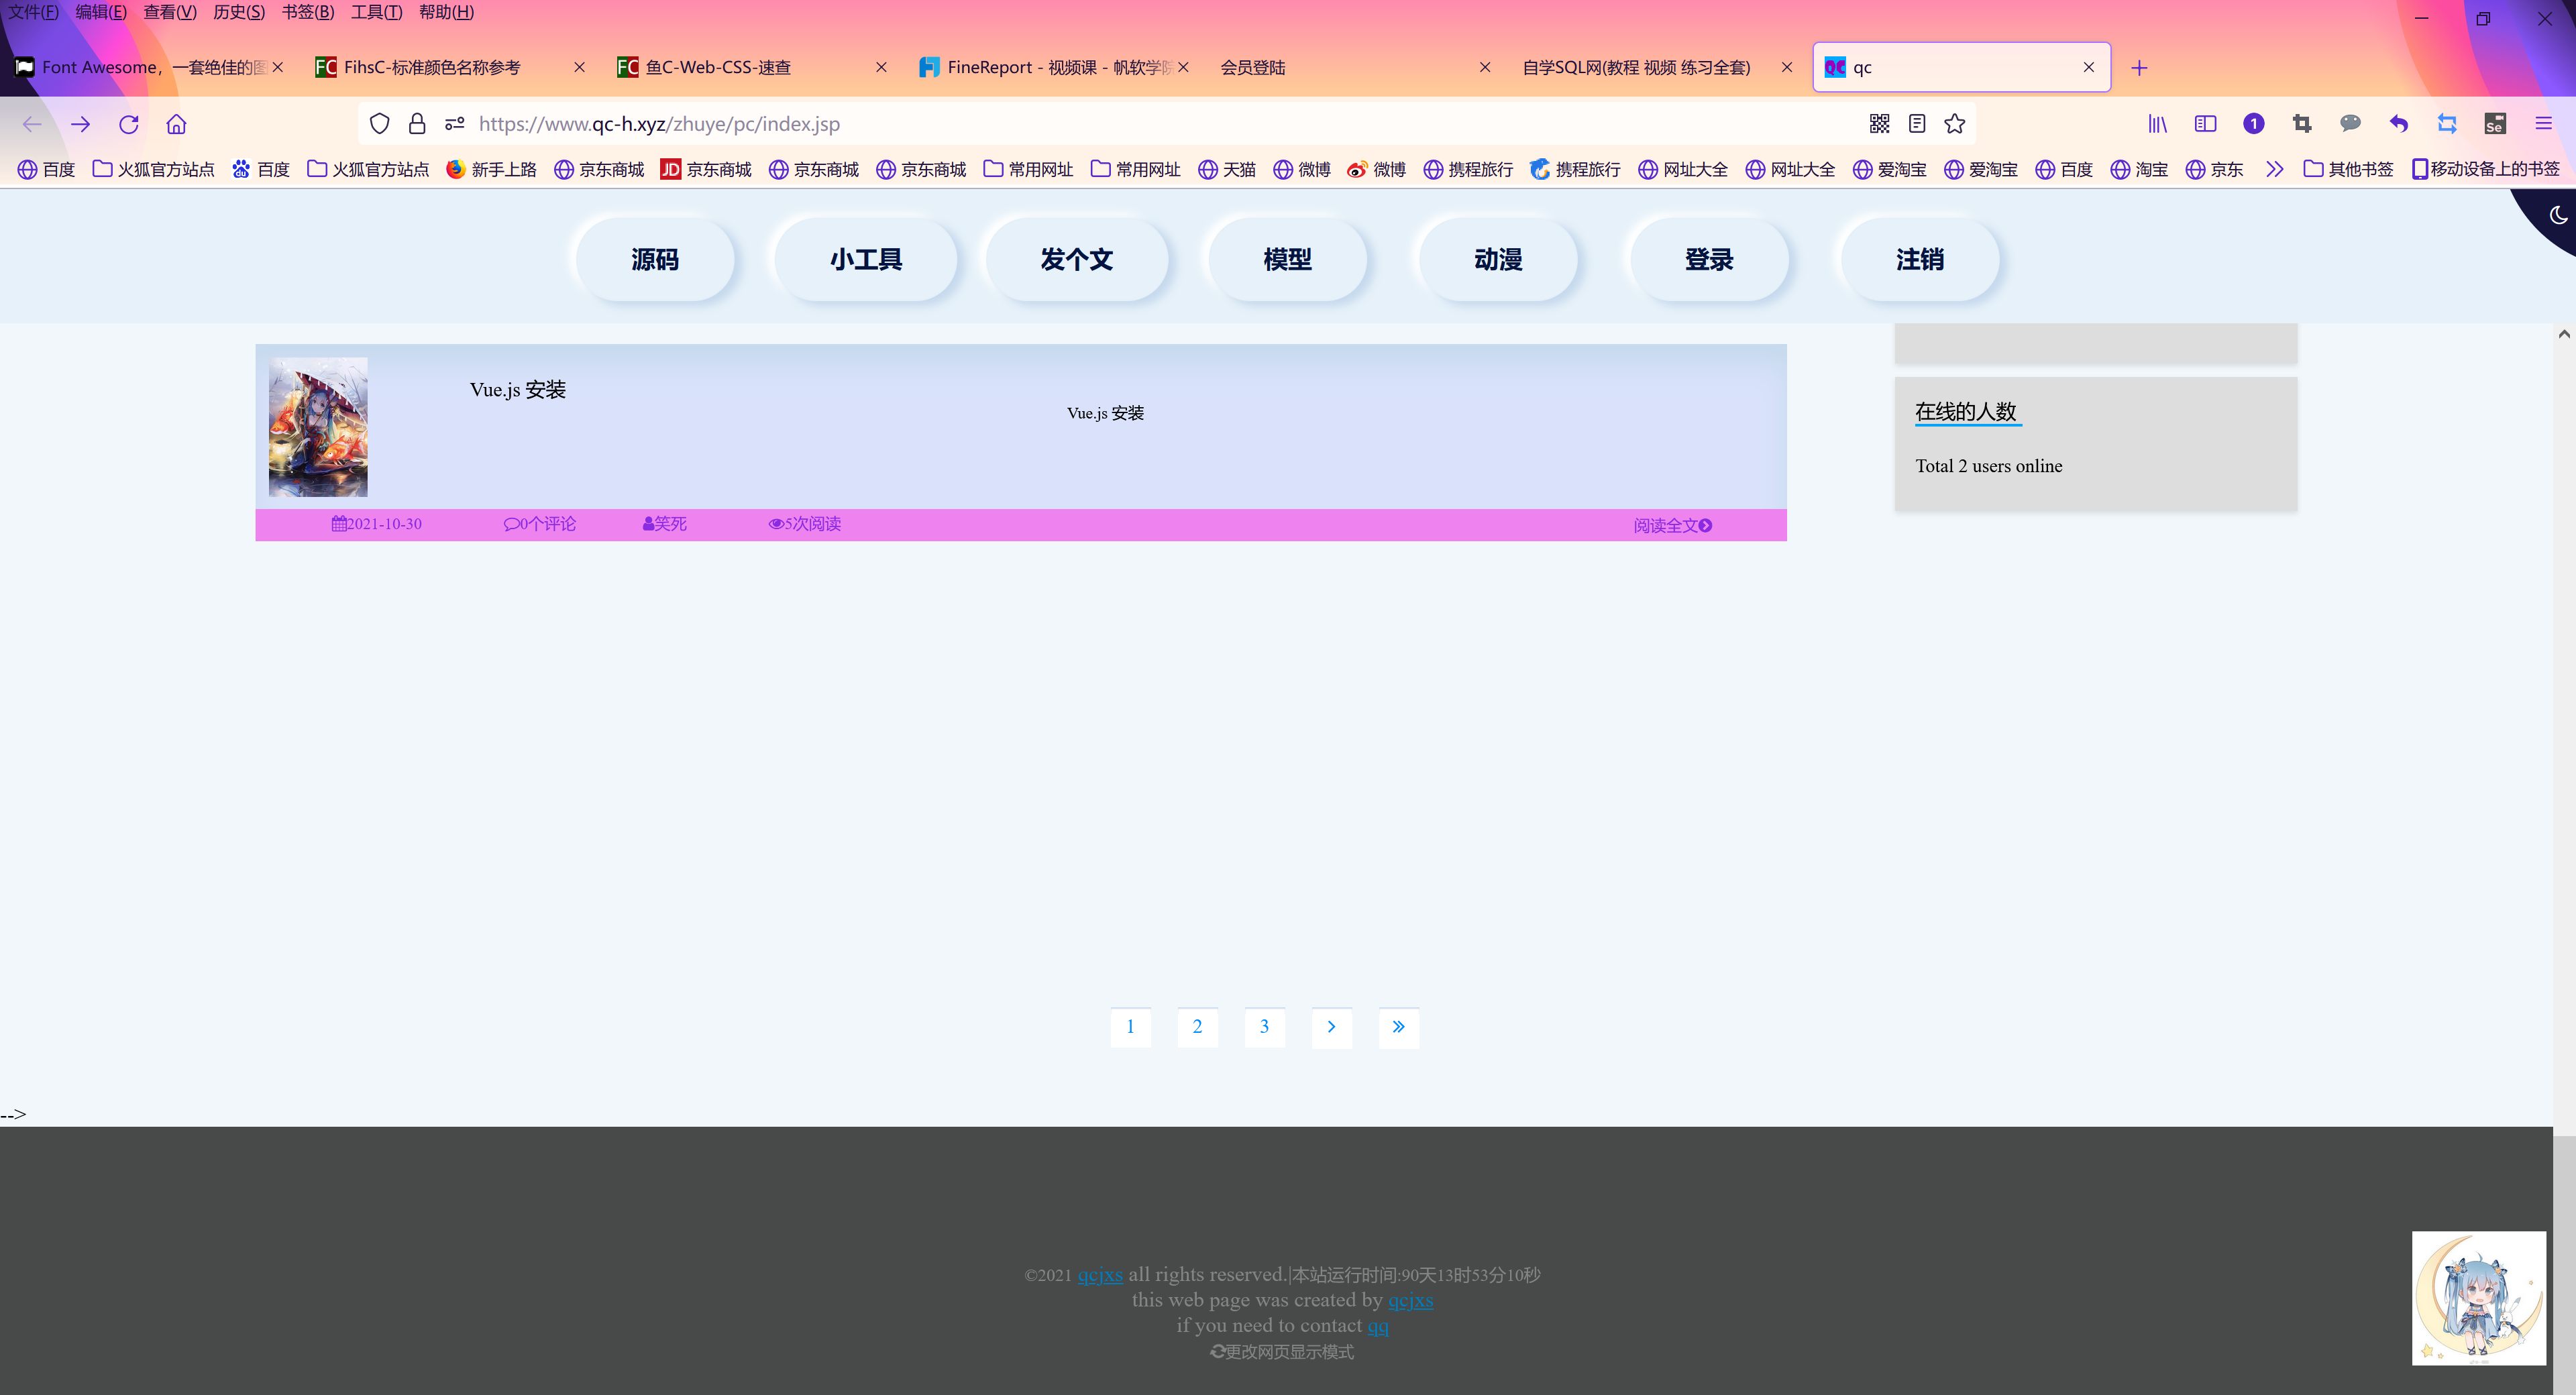 文件(F) 编辑(E) 查看(V) 历史(S) 书签(B) 工具(T) 帮助(H)
Font Awesome，一套绝佳的图 FihsC-标准颜色名称参考 鱼C-Web-CSS-速查 FineReport - 视频课 - 帆软学院 会员登陆 自学SQL网(教程 视频 练习全套) QC qc
https://www.qc-h.xyz/zhuye/pc/index.jsp
百度 火狐官方站点 百度 火狐官方站点 新手上路 京东商城 JD 京东商城 京东商城 京东商城 常用网址 常用网址 天猫 微博 微博 携程旅行 携程旅行 网址大全 网址大全 爱淘宝 爱淘宝 百度 淘宝 京东 其他书签 移动设备上的书签
源码 小工具 发个文 模型 动漫 登录 注销
Vue.js 安装
Vue.js 安装
2021-10-30 0个评论 笑死 5次阅读 阅读全文
在线的人数
Total 2 users online
1 2 3
-->
©2021 qcjxs all rights reserved.|本站运行时间:90天13时53分10秒
this web page was created by qcjxs
if you need to contact qq
更改网页显示模式